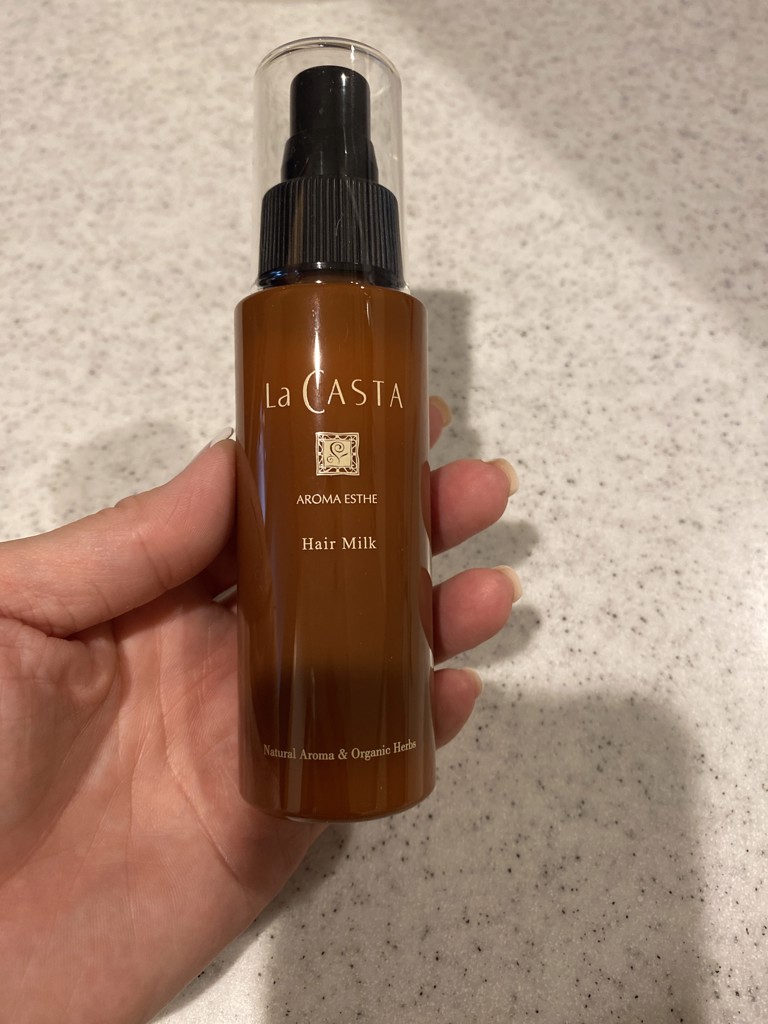 La CASTA
AROMA ESTHE
Hair Milk
Natural Aroma & Organic Herbs